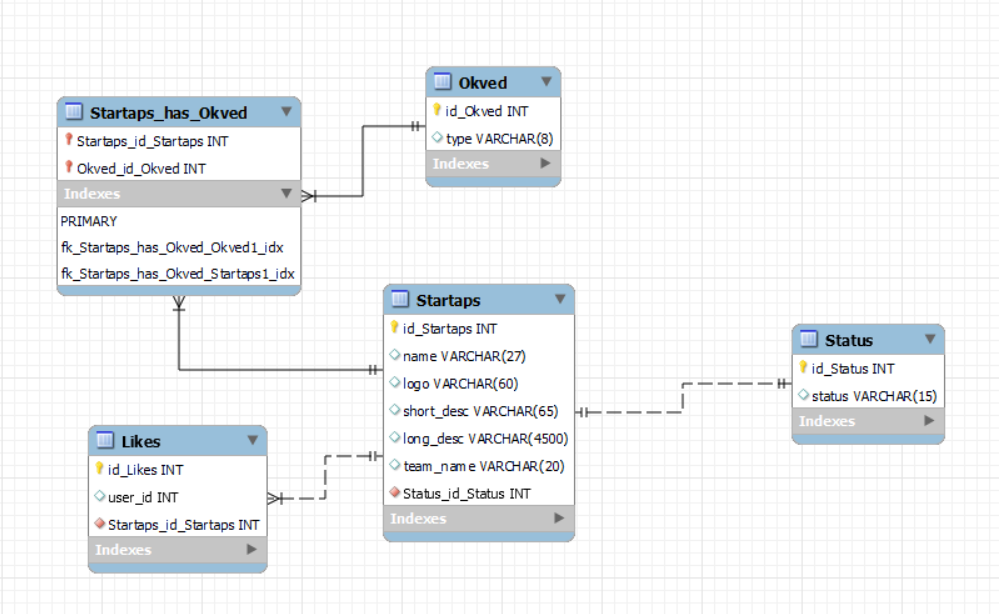 Startaps_has_Okved
Startaps_id_Startaps INT
Okved_id_Okved INT
Indexes
PRIMARY
fk_Startaps_has_Okved_Okved1_idx
fk_Startaps_has_Okved_Startaps1_idx
Okved
id_Okved INT
type VARCHAR(8)
Indexes
Startaps
id_Startaps INT
name VARCHAR(27)
logo VARCHAR(60)
short_desc VARCHAR(65)
long_desc VARCHAR(4500)
team_name VARCHAR(20)
Status_id_Status INT
Indexes
Status
id_Status INT
status VARCHAR(15)
Indexes
Likes
id_Likes INT
user_id INT
Startaps_id_Startaps INT
Indexes